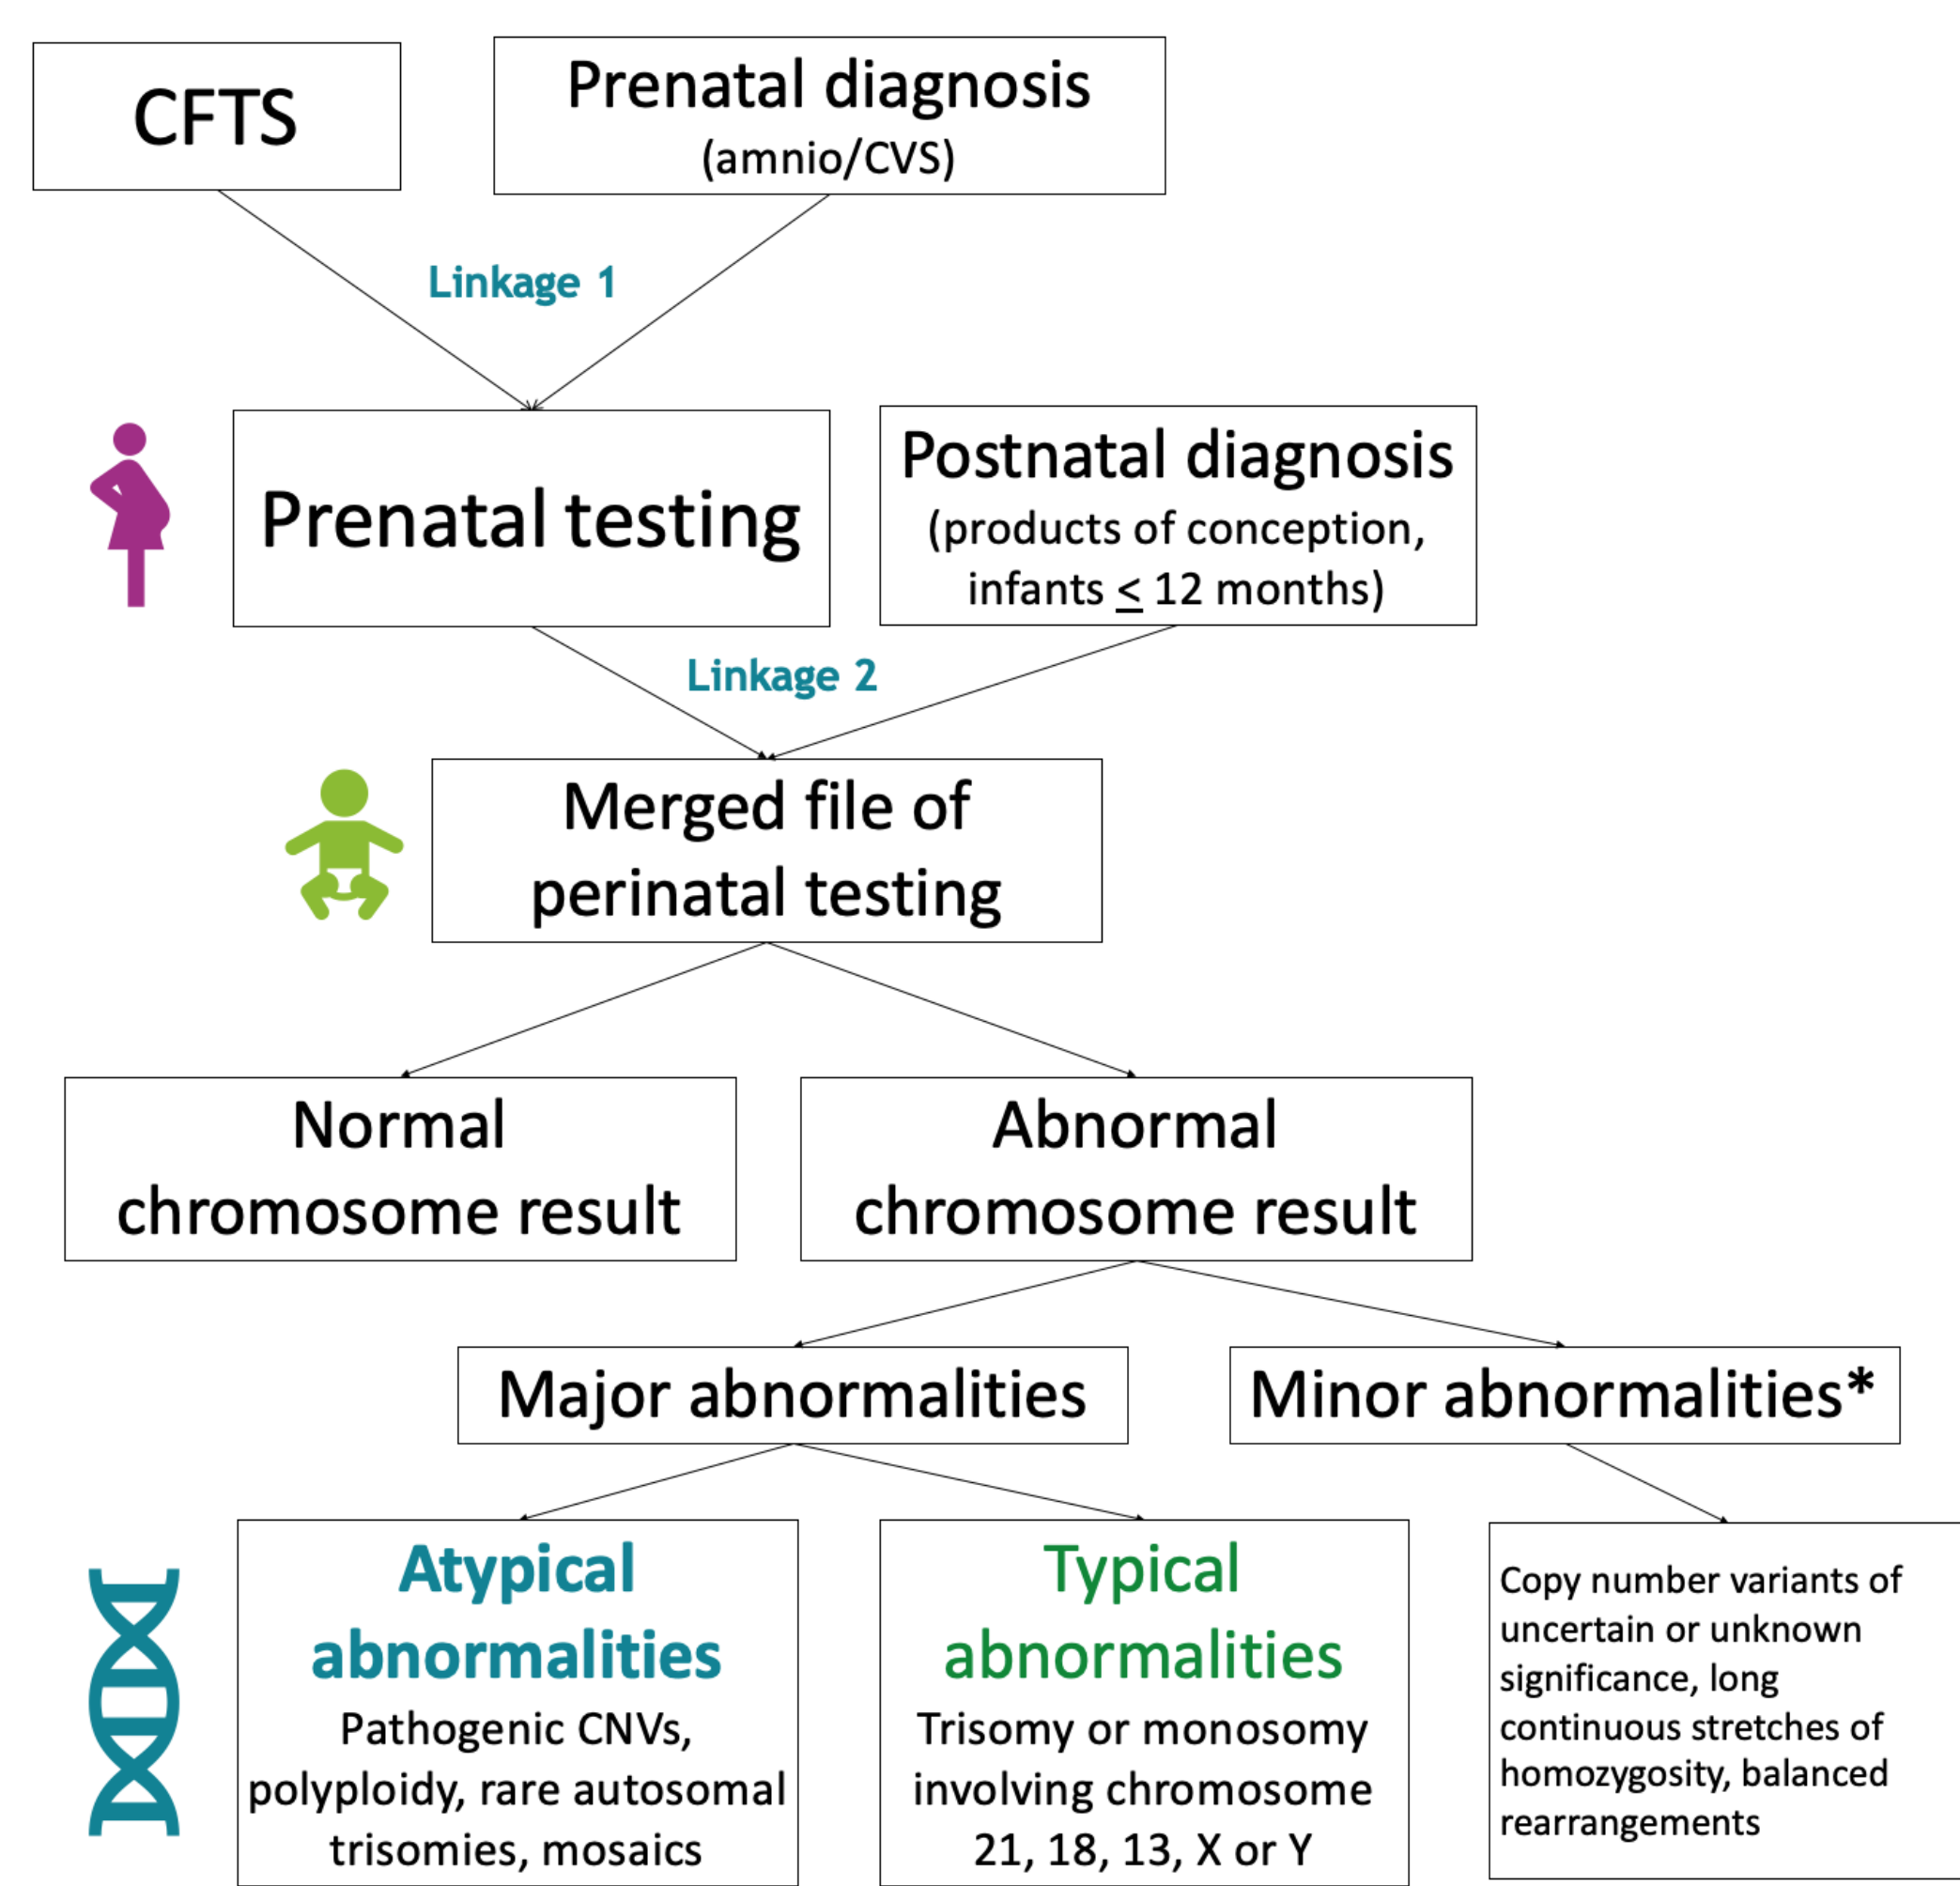 CFTS
Prenatal diagnosis
(amnio/CVS)
Linkage 1
Prenatal testing
Postnatal diagnosis
(products of conception,
infants ≤ 12 months)
Linkage 2
Merged file of
perinatal testing
Normal
chromosome result
Abnormal
chromosome result
Major abnormalities
Minor abnormalities*
Atypical
abnormalities
Pathogenic CNVs,
polyploidy, rare autosomal
trisomies, mosaics
Typical
abnormalities
Trisomy or monosomy
involving chromosome
21, 18, 13, X or Y
Copy number variants of
uncertain or unknown
significance, long
continuous stretches of
homozygosity, balanced
rearrangements